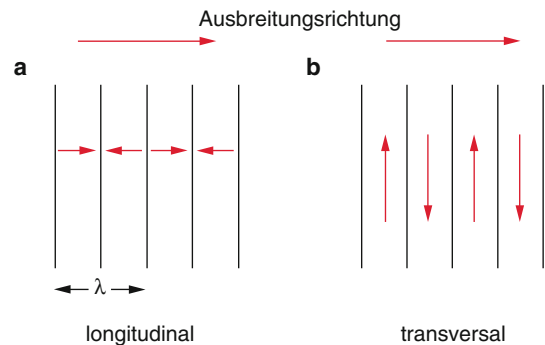 Ausbreitungsrichtung
a
b
λ
longitudinal
transversal